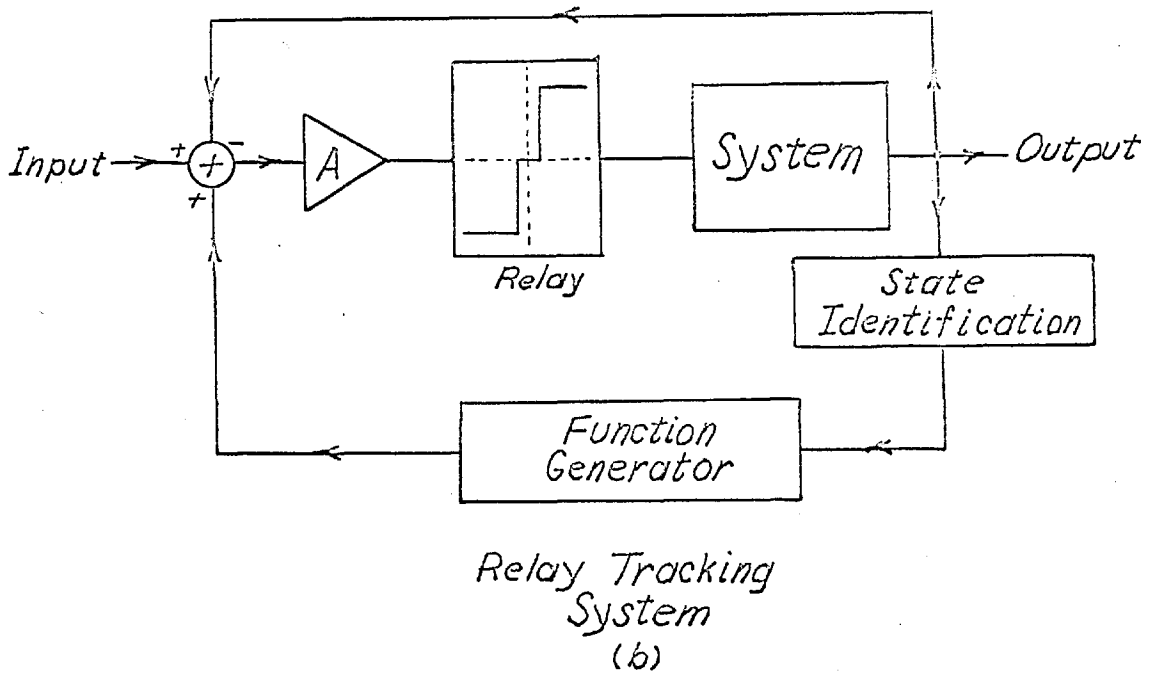 Input
+
+
-
+
A
Relay
System
Output
State
Identification
Function
Generator
Relay Tracking
System
(b)